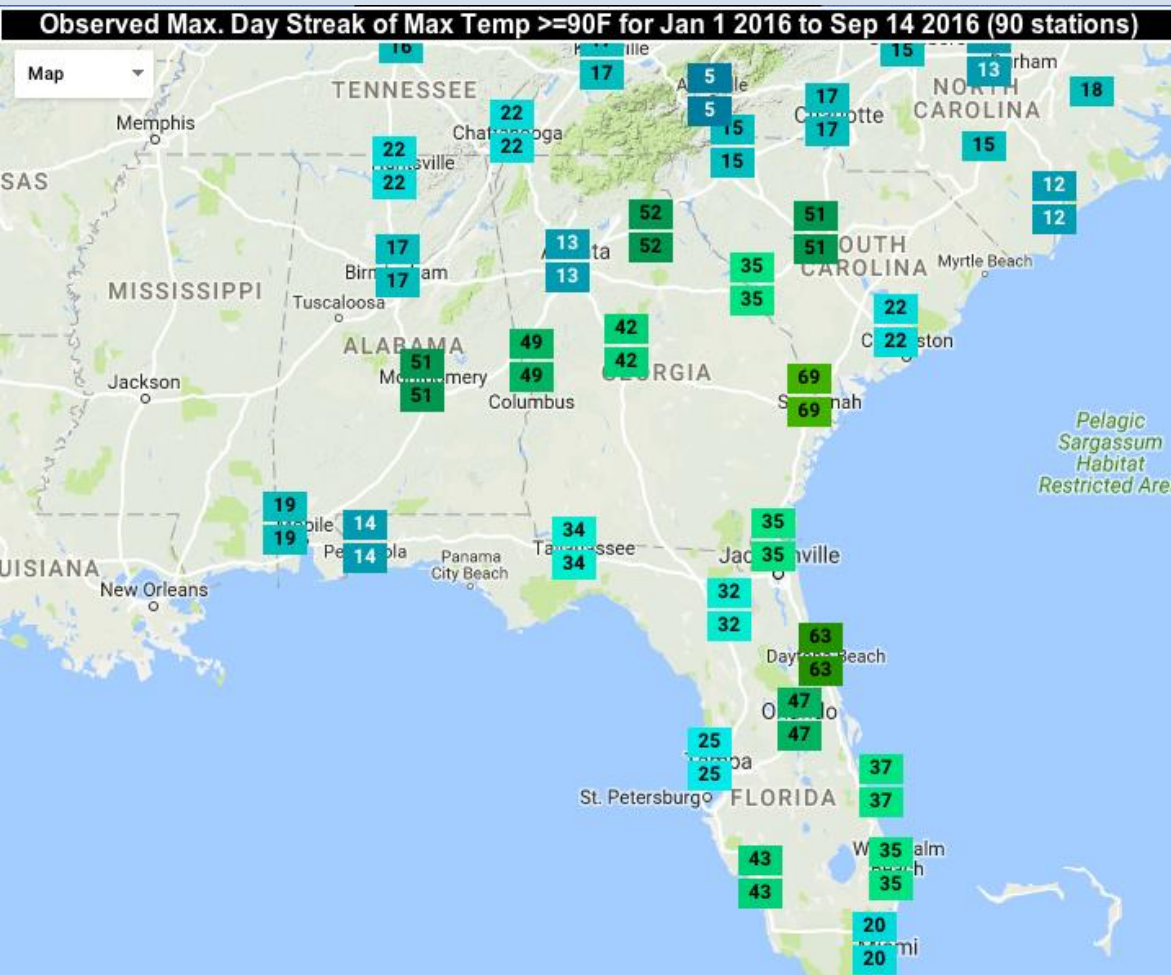 Observed Max. Day Streak of Max Temp >=90F for Jan 1 2016 to Sep 14 2016 (90 stations)
Map
16
17
15
13
18
TENNESSEE
5
5
NORTH
CAROLINA
Memphis
22
22
17
17
15
15
15
22
22
SAS
12
12
52
52
51
51
13
13
17
17
35
35
CAROLINA
Myrtle Beach
MISSISSIPPI
Tuscaloosa
22
22
ALABAMA
49
49
42
42
51
51
Jackson
Columbus
69
69
Pelagic
Sargassum
Habitat
Restricted Are
19
19
14
14
34
34
35
35
Panama
City Beach
UISIANA
New Orleans
32
32
63
63
47
47
25
25
37
37
St. Petersburg
FLORIDA
43
43
35
35
20
20